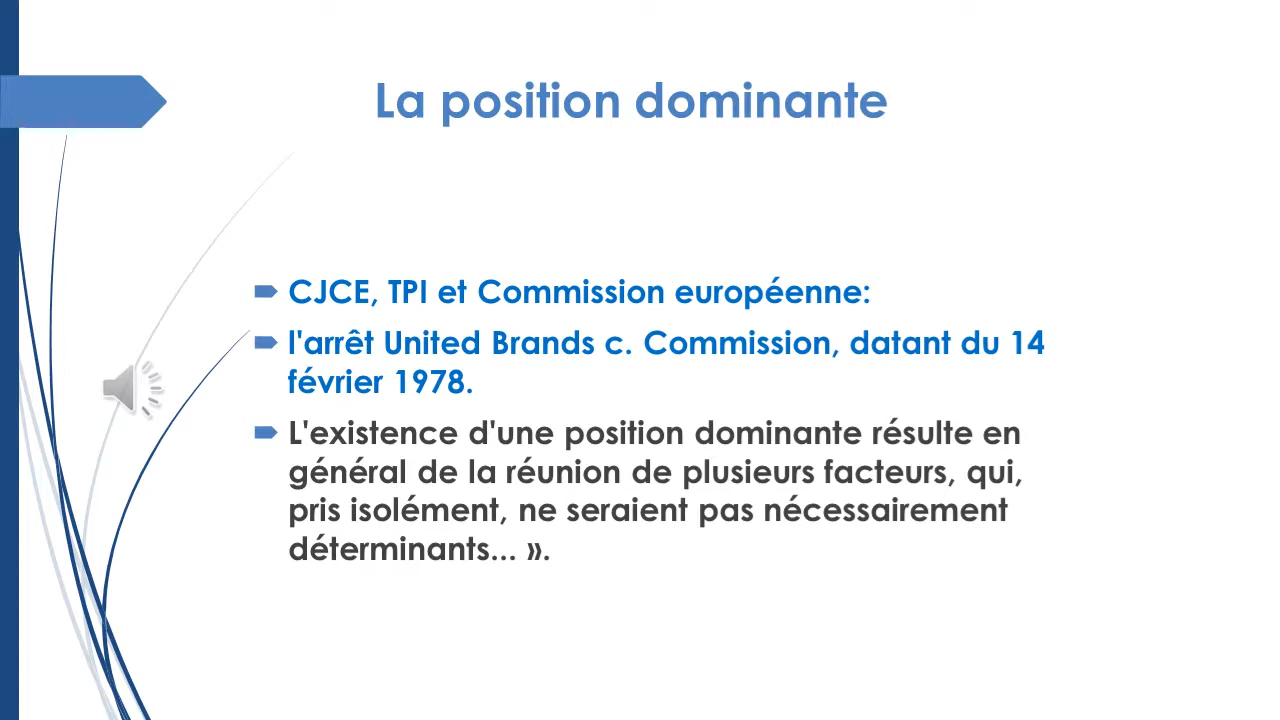 La position dominante
CJCE, TPI et Commission européenne:
l'arrêt United Brands c. Commission, datant du 14
février 1978.
L'existence d'une position dominante résulte en
général de la réunion de plusieurs facteurs, qui,
pris isolément, ne seraient pas nécessairement
déterminants... ».